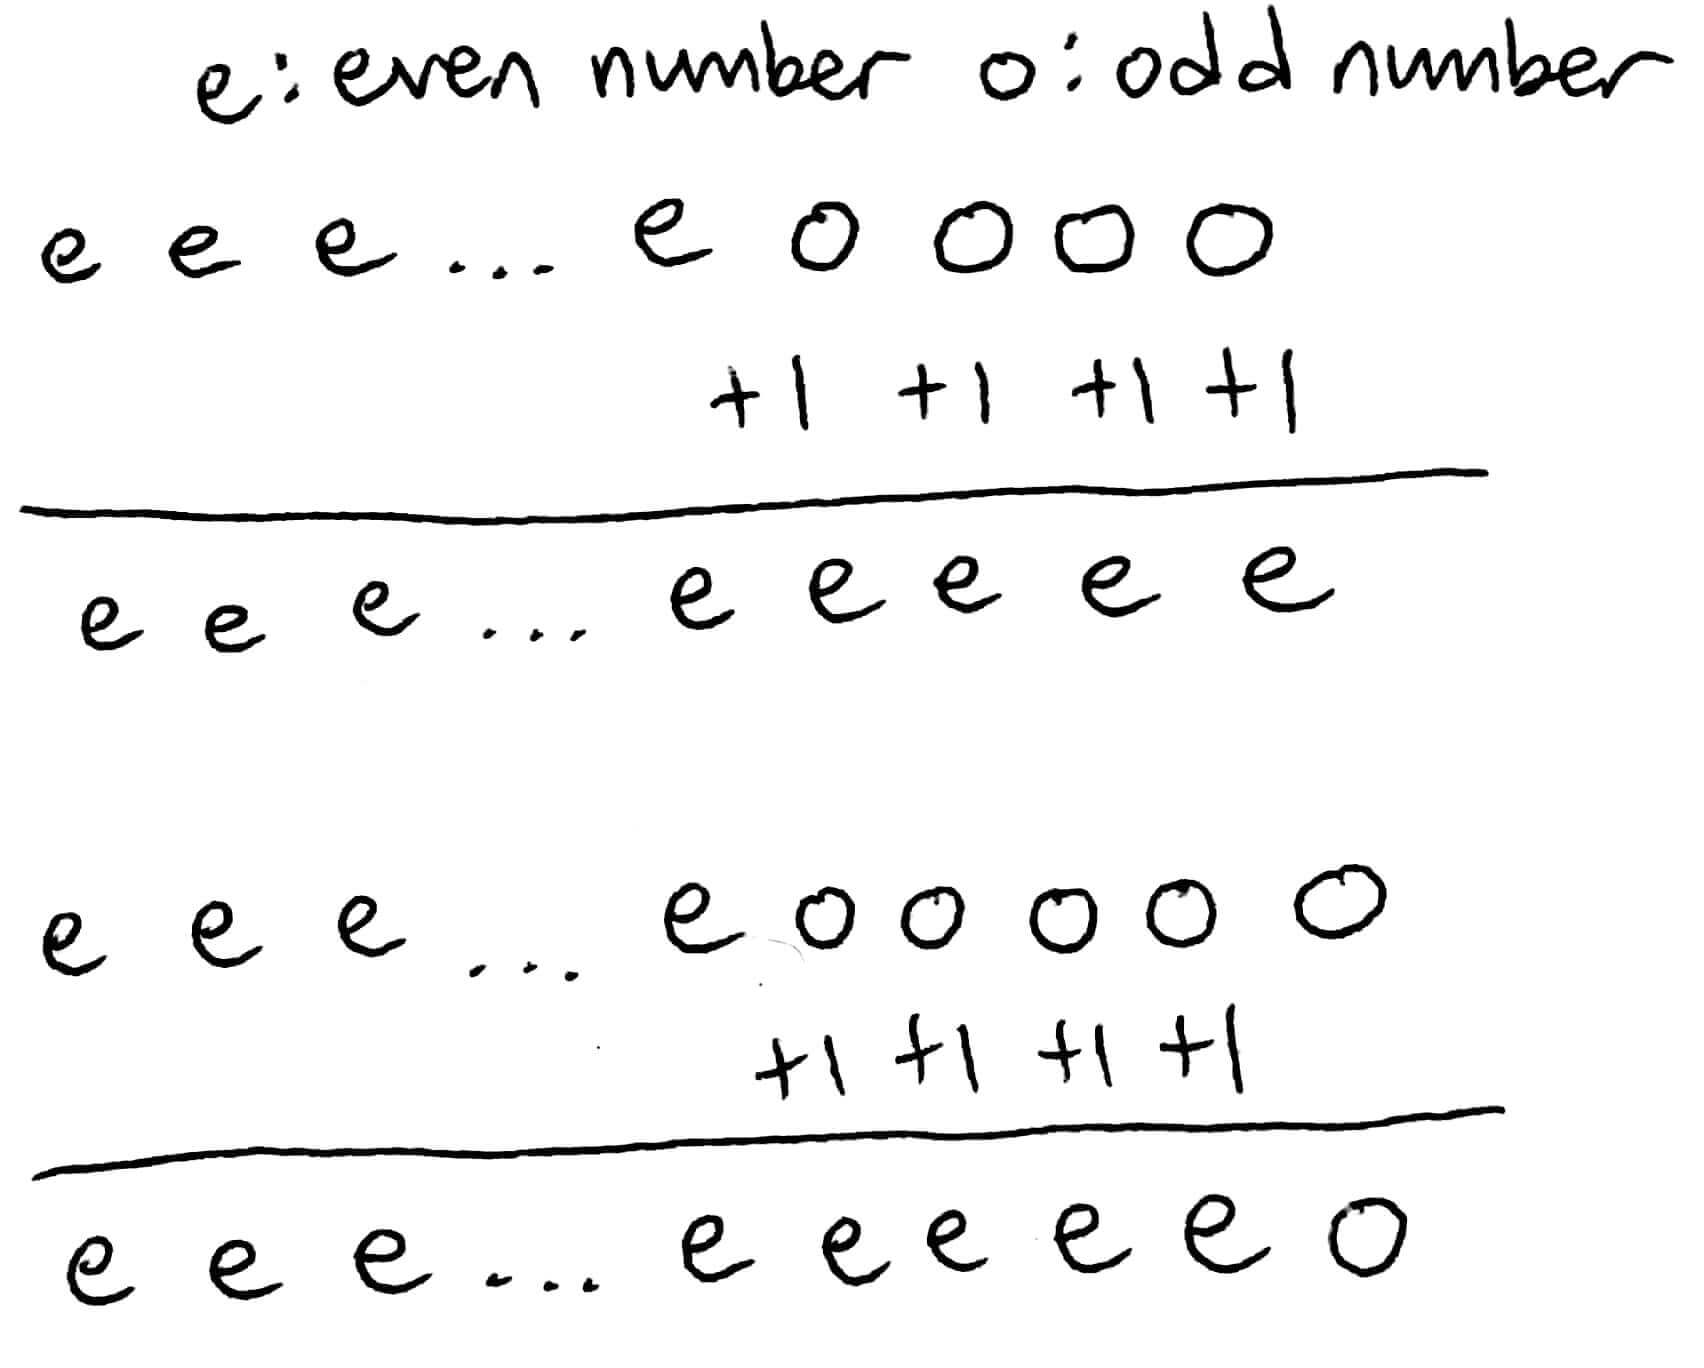 e: even number o: odd number
e e e ... e o o o o
+1 +1 +1 +1
e e e ... e e e e e
e e e ... e o o o o o
+1 +1 +1 +1
e e e ... e e e e e o